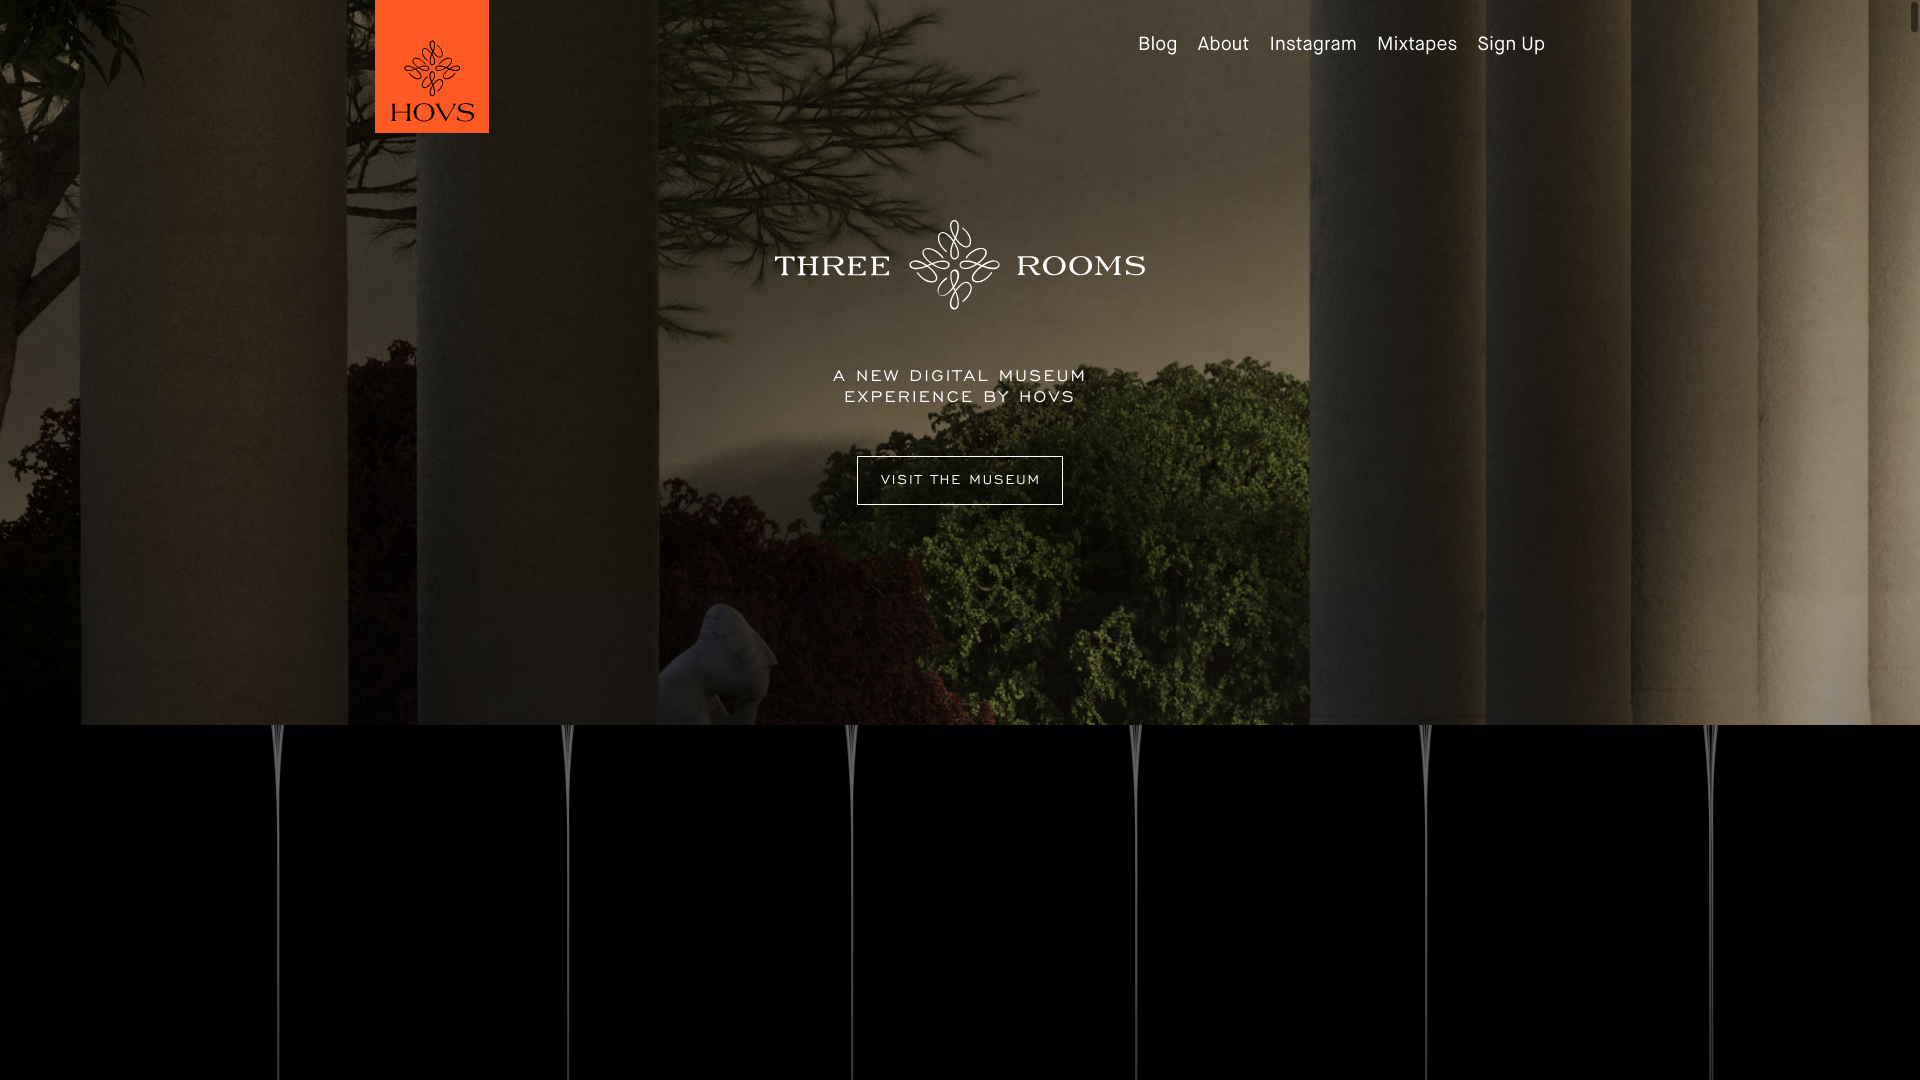 HOVS
Blog About Instagram Mixtapes Sign Up
THREE ROOMS
A NEW DIGITAL MUSEUM
EXPERIENCE BY HOVS
VISIT THE MUSEUM